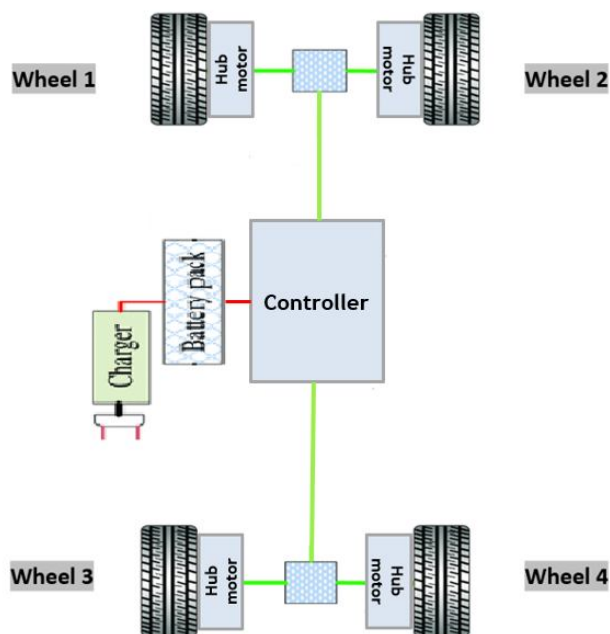 Wheel 1
Hub
motor
Hub
motor
Wheel 2
Battery pack
Controller
Charger
Wheel 3
Hub
motor
Hub
motor
Wheel 4